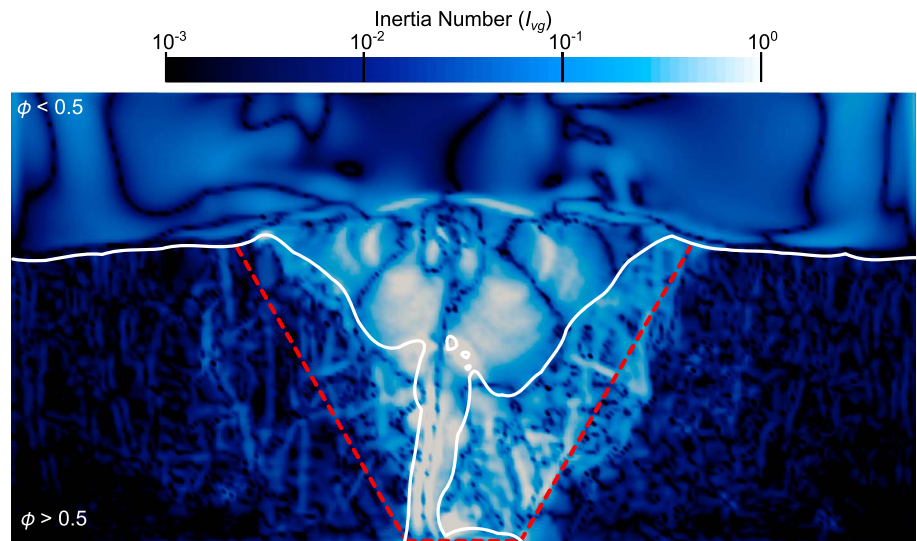 Inertia Number (I_vg)
10^-3 10^-2 10^-1 10^0
ϕ < 0.5
ϕ > 0.5